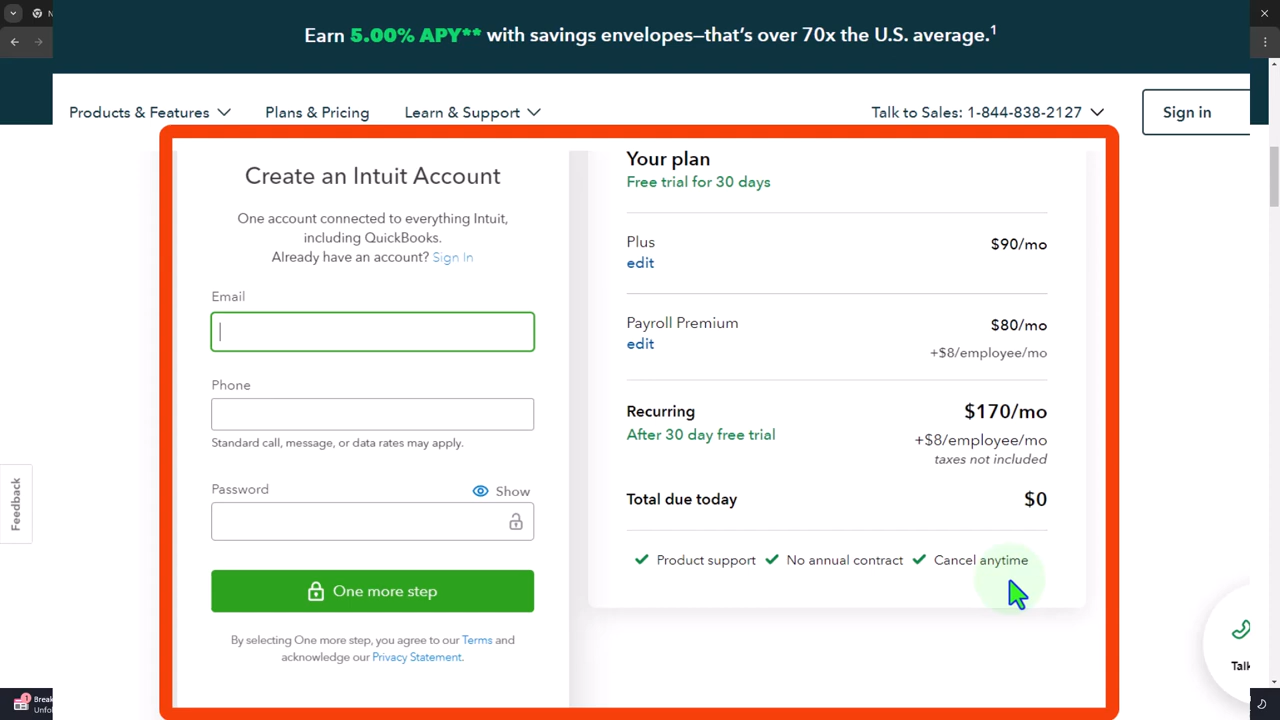 Earn 5.00% APY** with savings envelopes—that's over 70x the U.S. average.1
Products & Features
Plans & Pricing
Learn & Support
Talk to Sales: 1-844-838-2127
Sign in
Create an Intuit Account
One account connected to everything Intuit,
including QuickBooks.
Already have an account? Sign In
Email
Phone
Standard call, message, or data rates may apply.
Password
Show
One more step
By selecting One more step, you agree to our Terms and
acknowledge our Privacy Statement.
Your plan
Free trial for 30 days
Plus $90/mo
edit
Payroll Premium $80/mo
edit +$8/employee/mo
Recurring $170/mo
After 30 day free trial +$8/employee/mo
taxes not included
Total due today $0
Product support No annual contract Cancel anytime
Feedback
Talk
1
Break
Unfol